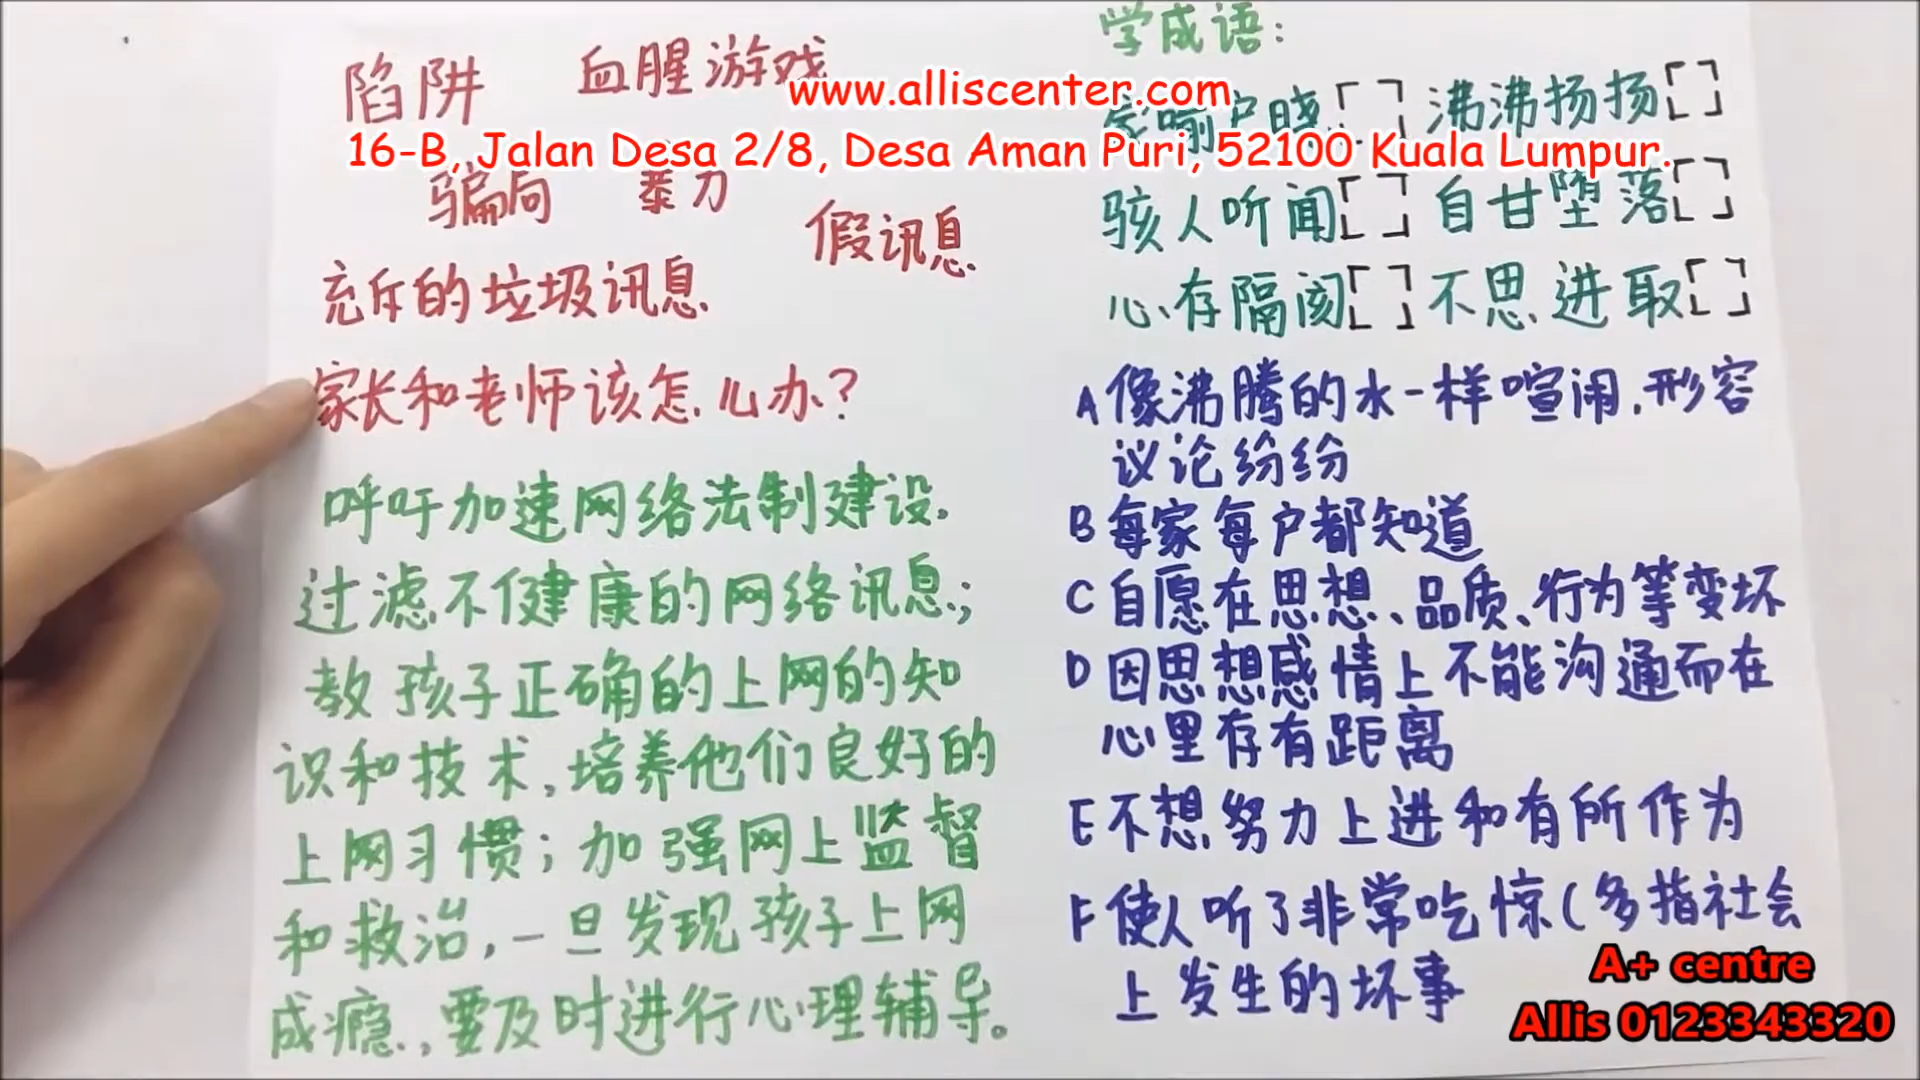 陷阱 血腥游戏
www.alliscenter.com
16-B, Jalan Desa 2/8, Desa Aman Puri, 52100 Kuala Lumpur.
骗局 暴力
假讯息
充斥的垃圾讯息
家长和老师该怎么办?
呼吁加速网络法制建设,
过滤不健康的网络讯息;
教孩子正确的上网的知
识和技术,培养他们良好的
上网习惯;加强网上监督
和救治,一旦发现孩子上网
成瘾,要及时进行心理辅导。
学成语:
家喻户晓[ ] 沸沸扬扬[ ]
骇人听闻[ ] 自甘堕落[ ]
心存隔阂[ ] 不思进取[ ]
A 像沸腾的水一样喧闹,形容
议论纷纷
B 每家每户都知道
C 自愿在思想、品质、行为等变坏
D 因思想感情上不能沟通而在
心里存有距离
E 不想努力上进和有所作为
F 使人听了非常吃惊(多指社会
上发生的坏事
A+ centre
Allis 0123343320